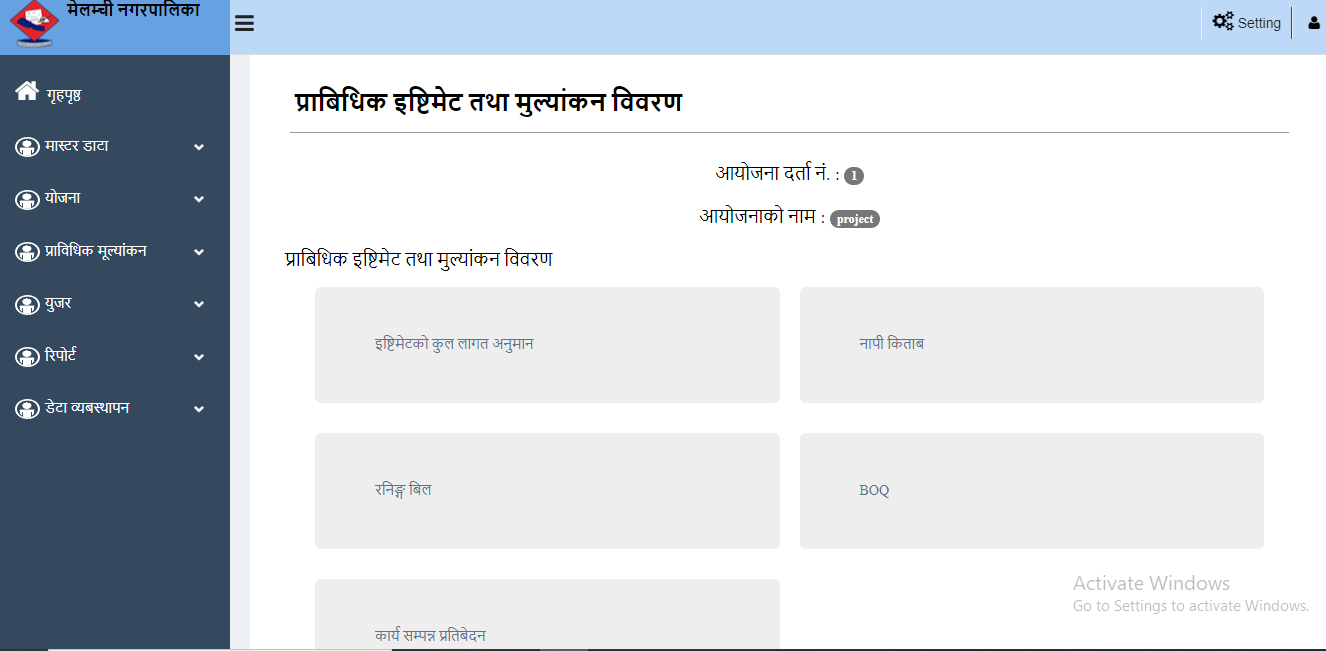 मेलम्ची नगरपालिका
Setting
गृहपृष्ठ
मास्टर डाटा
योजना
प्राविधिक मूल्यांकन
युजर
रिपोर्ट
डेटा व्यबस्थापन
प्राबिधिक इष्टिमेट तथा मुल्यांकन विवरण
आयोजना दर्ता नं. : 1
आयोजनाको नाम : project
प्राबिधिक इष्टिमेट तथा मुल्यांकन विवरण
इष्टिमेटको कुल लागत अनुमान
नापी किताब
रनिङ्ग बिल
BOQ
कार्य सम्पन्न प्रतिबेदन
Activate Windows
Go to Settings to activate Windows.